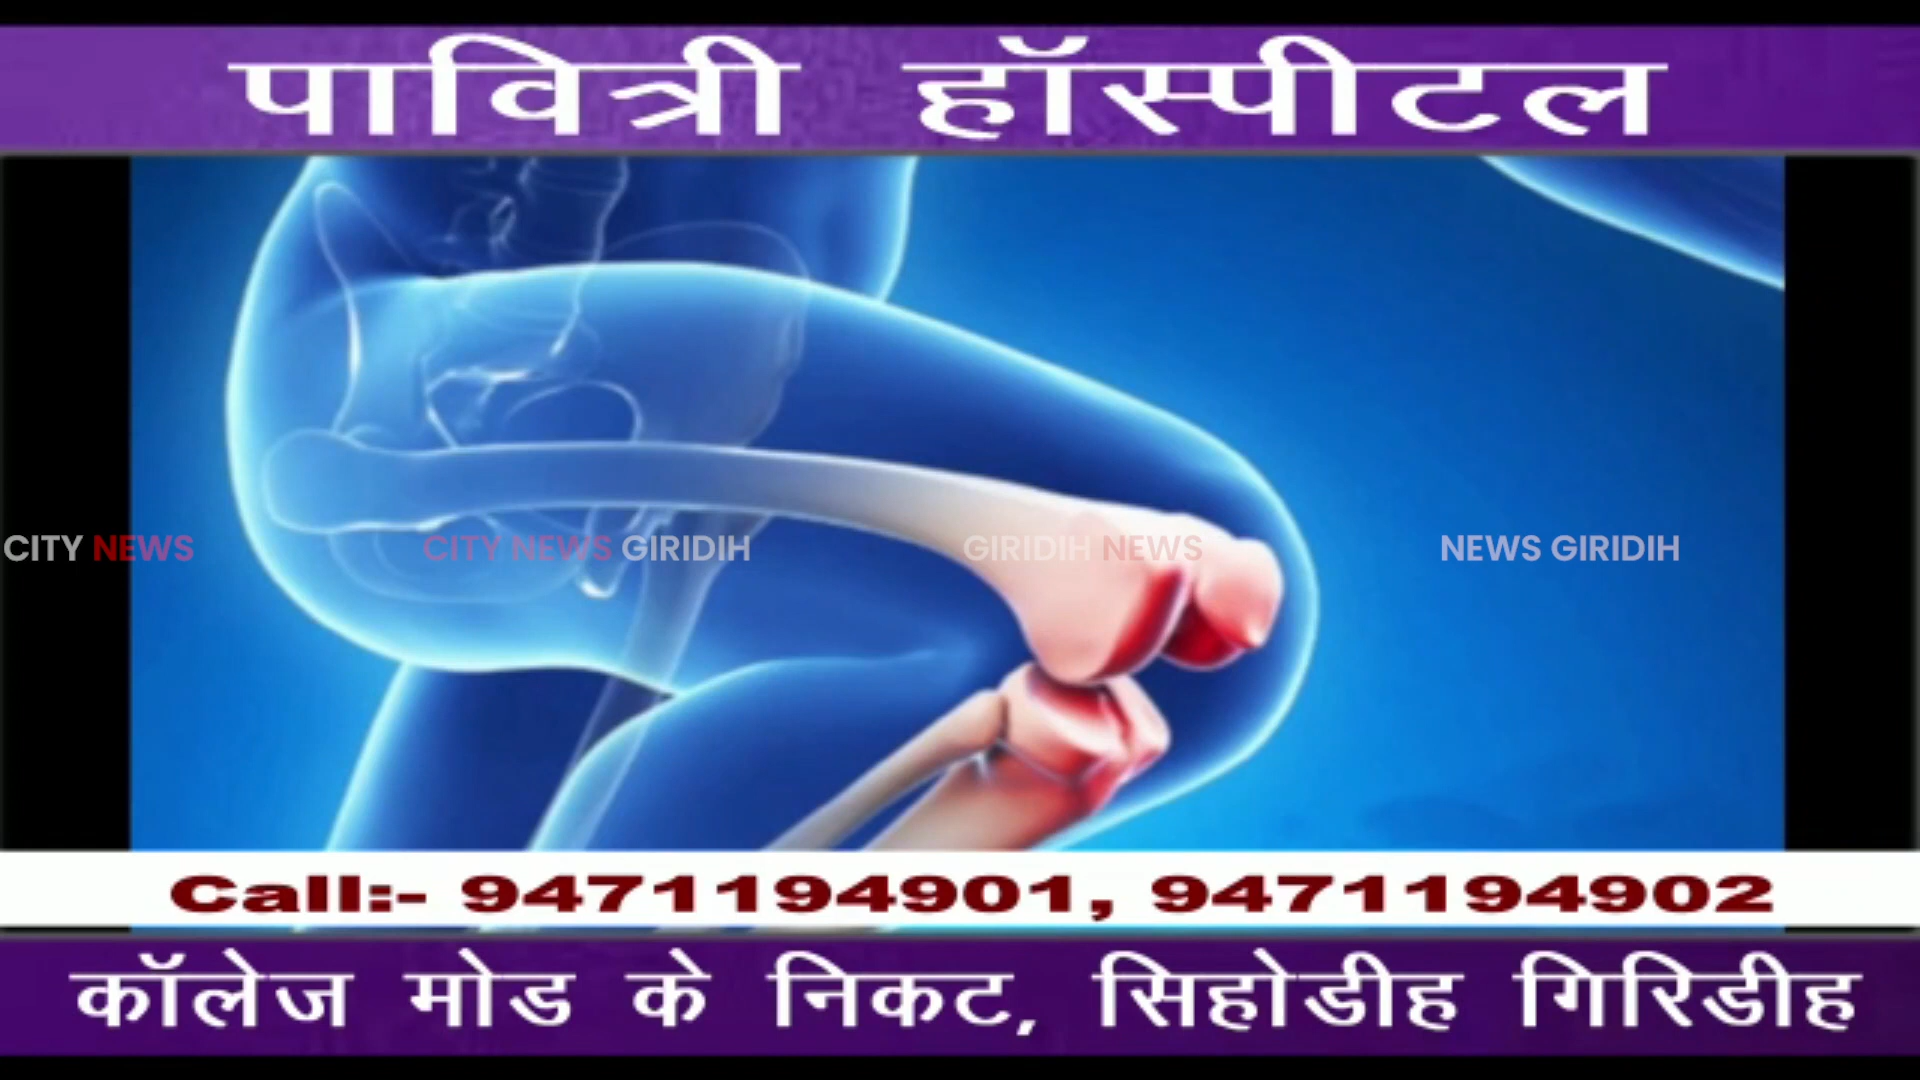 पावित्री हॉस्पीटल
CITY NEWS CITY NEWS GIRIDIH GIRIDIH NEWS NEWS GIRIDIH
Call:- 9471194901, 9471194902
कॉलेज मोड के निकट, सिहोडीह गिरिडीह